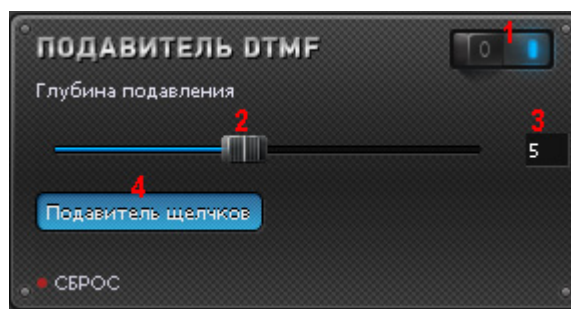 ПОДАВИТЕЛЬ DTMF
0 1
Глубина подавления
2 3
5
4
Подавитель щелчков
СБРОС